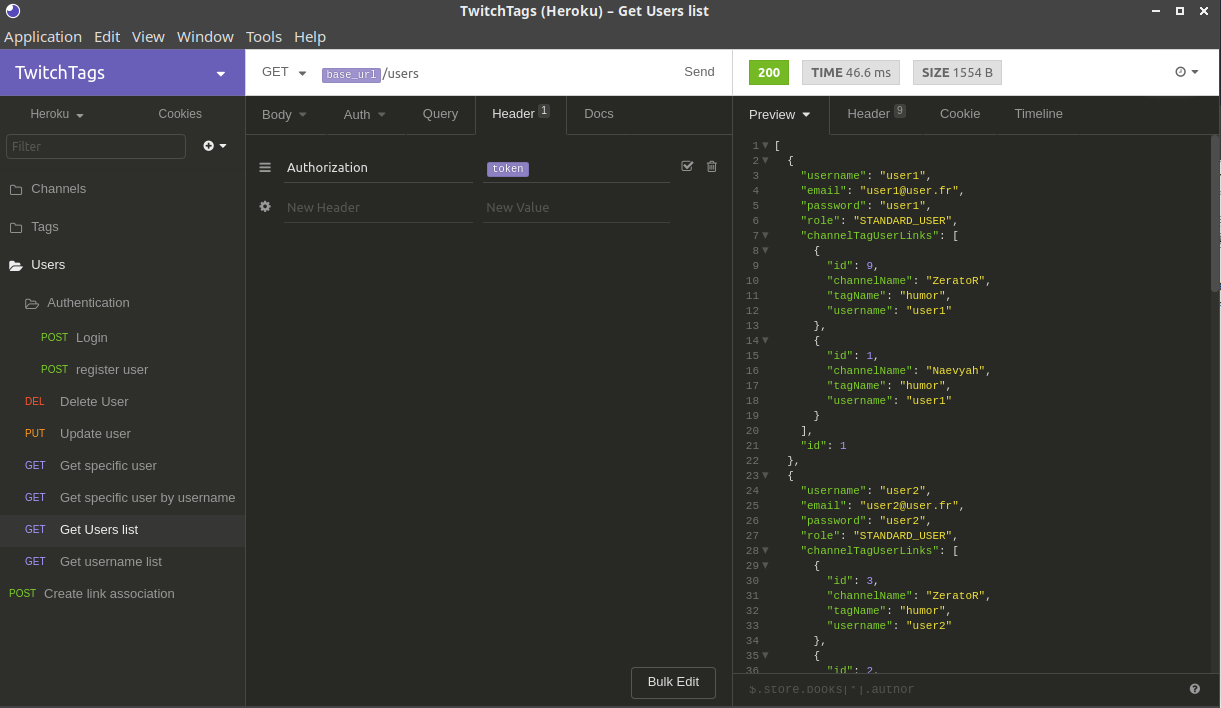 TwitchTags (Heroku) – Get Users list
Application Edit View Window Tools Help
TwitchTags
GET base_url/users Send
200 TIME 46.6 ms SIZE 1554 B
Heroku Cookies
Body Auth Query Header 1 Docs
Preview Header 9 Cookie Timeline
Filter
Authorization token
New Header New Value
Channels
Tags
Users
Authentication
POST Login
POST register user
DEL Delete User
PUT Update user
GET Get specific user
GET Get specific user by username
GET Get Users list
GET Get username list
POST Create link association
Bulk Edit
1 [
2 {
3 "username": "user1",
4 "email": "user1@user.fr",
5 "password": "user1",
6 "role": "STANDARD_USER",
7 "channelTagUserLinks": [
8 {
9 "id": 9,
10 "channelName": "ZeratoR",
11 "tagName": "humor",
12 "username": "user1"
13 },
14 {
15 "id": 1,
16 "channelName": "Naevyah",
17 "tagName": "humor",
18 "username": "user1"
19 }
20 ],
21 "id": 1
22 },
23 {
24 "username": "user2",
25 "email": "user2@user.fr",
26 "password": "user2",
27 "role": "STANDARD_USER",
28 "channelTagUserLinks": [
29 {
30 "id": 3,
31 "channelName": "ZeratoR",
32 "tagName": "humor",
33 "username": "user2"
34 },
35 {
36 "id": 2,
$.store.books[*].author